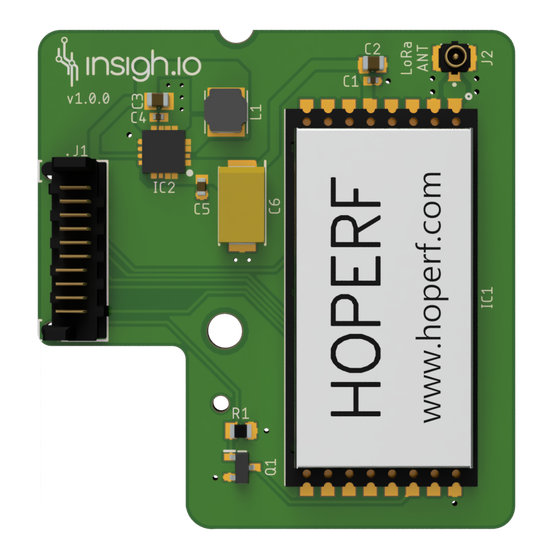 insigh.io
v1.0.0
C2
C1
LoRa
ANT
J2
C3
C4
L1
J1
IC2
C5
C6
HOPERF
www.hoperf.com
IC1
R1
Q1